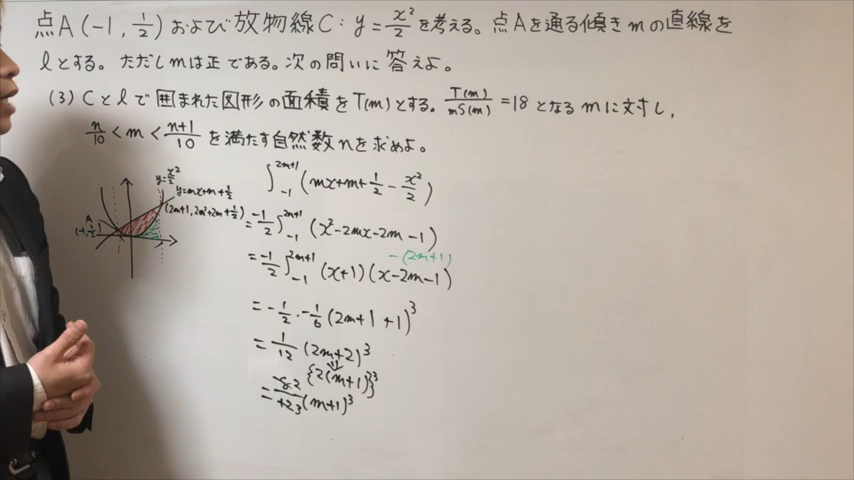 点A(-1, 1/2)および放物線C: y = x²/2 を考える。点Aを通る傾きmの直線を
ℓとする。ただしmは正である。次の問いに答えよ。
(3) Cとℓで囲まれた図形の面積をT(m)とする。T(m)/mS(m) = 18となるmに対し,
n/10 < m < n+1/10 を満たす自然数nを求めよ。
y=x²/2
y=mx+m+1/2
(2m+1, 2m²+2m+1/2)
A
(-1, 1/2)
∫_{-1}^{2m+1} (mx+m+1/2 - x²/2)
= -1/2 ∫_{-1}^{2m+1} (x²-2mx-2m-1)
-(2m+1)
= -1/2 ∫_{-1}^{2m+1} (x+1)(x-2m-1)
= -1/2 · -1/6 (2m+1+1)³
= 1/12 (2m+2)³
{2(m+1)}³
= 8 2/12 3 (m+1)³